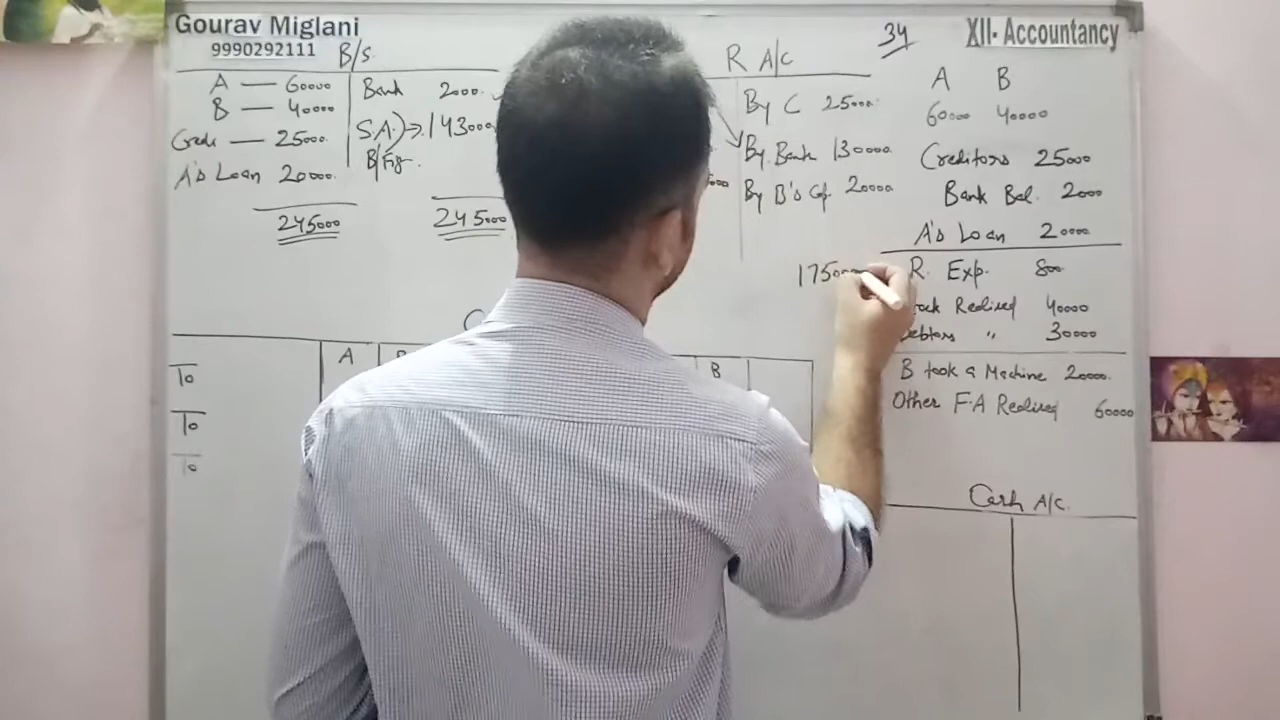 Gourav Miglani
9990292111
XII- Accountancy
34
B/s
A — 60000
B — 40000
— 25000
A's Loan 20000
245000
Bank 2000
S.A. → 143000
B/Fig.
245000
R A/C
By C 25000
By Bank 130000
By B's Cap. 20000
175000
A B
60000 40000
Creditors 25000
Bank Bal. 2000
A's Loan 20000
R. Exp. 800
Realised 40000
" 30000
B took a Machine 20000
Other F.A Realised 60000
Cash A/C.
A
B
To
To
To